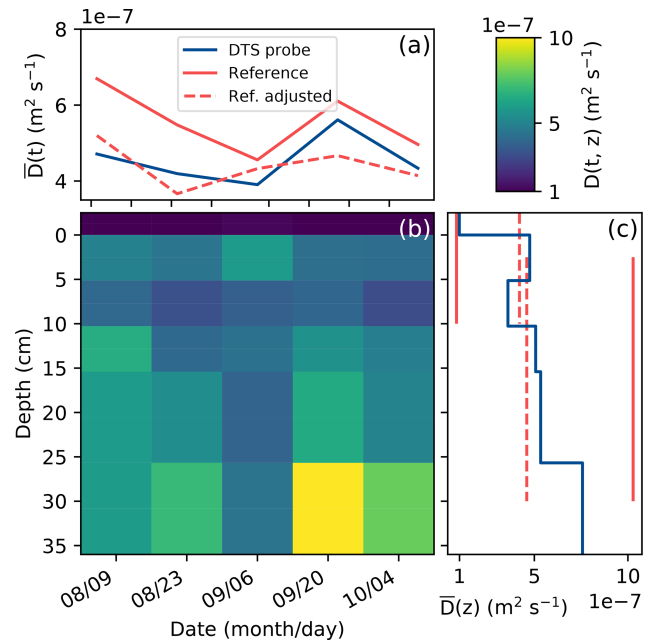 1e−7
8
6
4
D̅(t) (m² s⁻¹)
DTS probe
Reference
Ref. adjusted
(a)
1e−7
10
5
1
D(t, z) (m² s⁻¹)
(b)
0
5
10
15
20
25
30
35
Depth (cm)
08/09
08/23
09/06
09/20
10/04
Date (month/day)
(c)
1
5
10
D̅(z) (m² s⁻¹)
1e−7